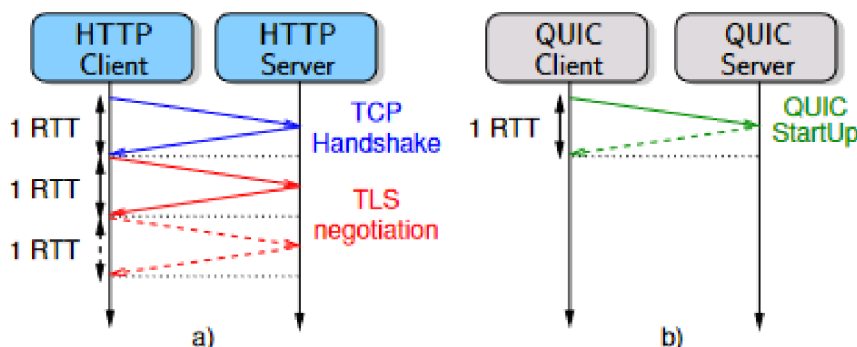 HTTP
Client
HTTP
Server
1 RTT
TCP
Handshake
1 RTT
TLS
negotiation
1 RTT
a)
QUIC
Client
QUIC
Server
1 RTT
QUIC
StartUp
b)